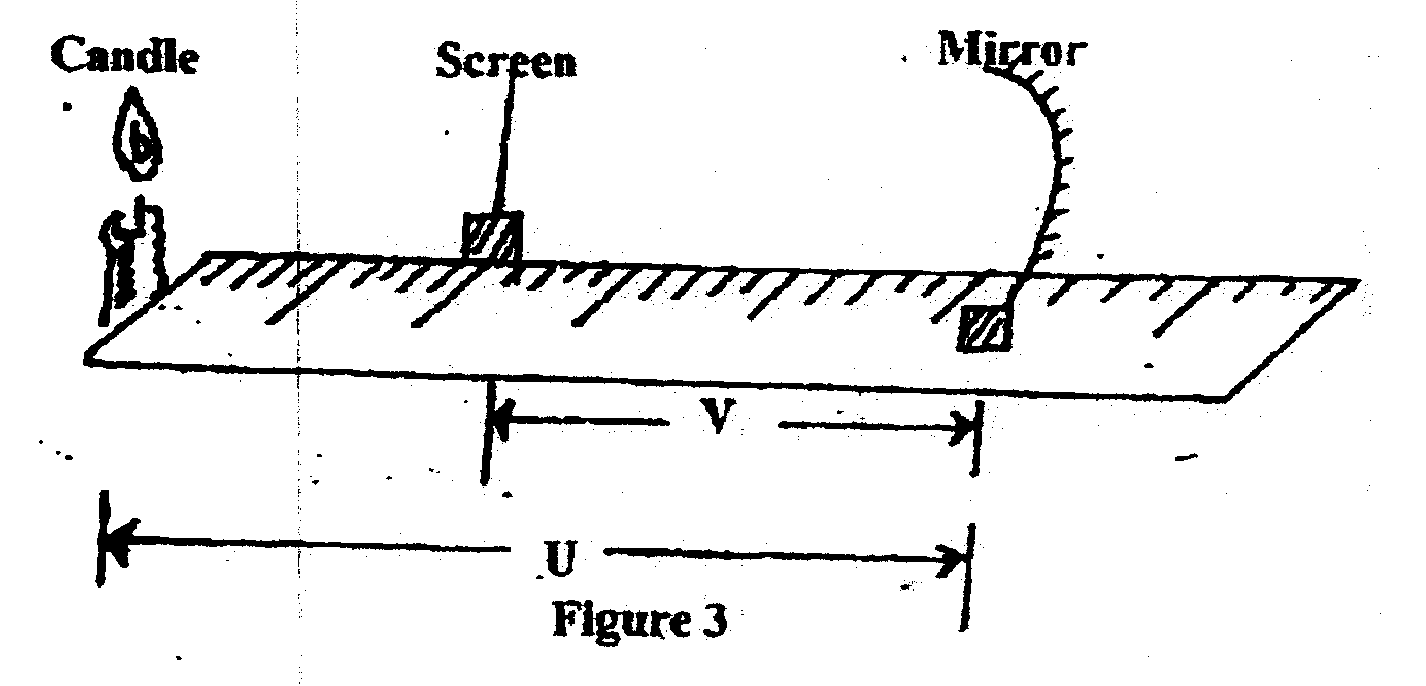 Candle
Screen
Mirror
V
U
Figure 3